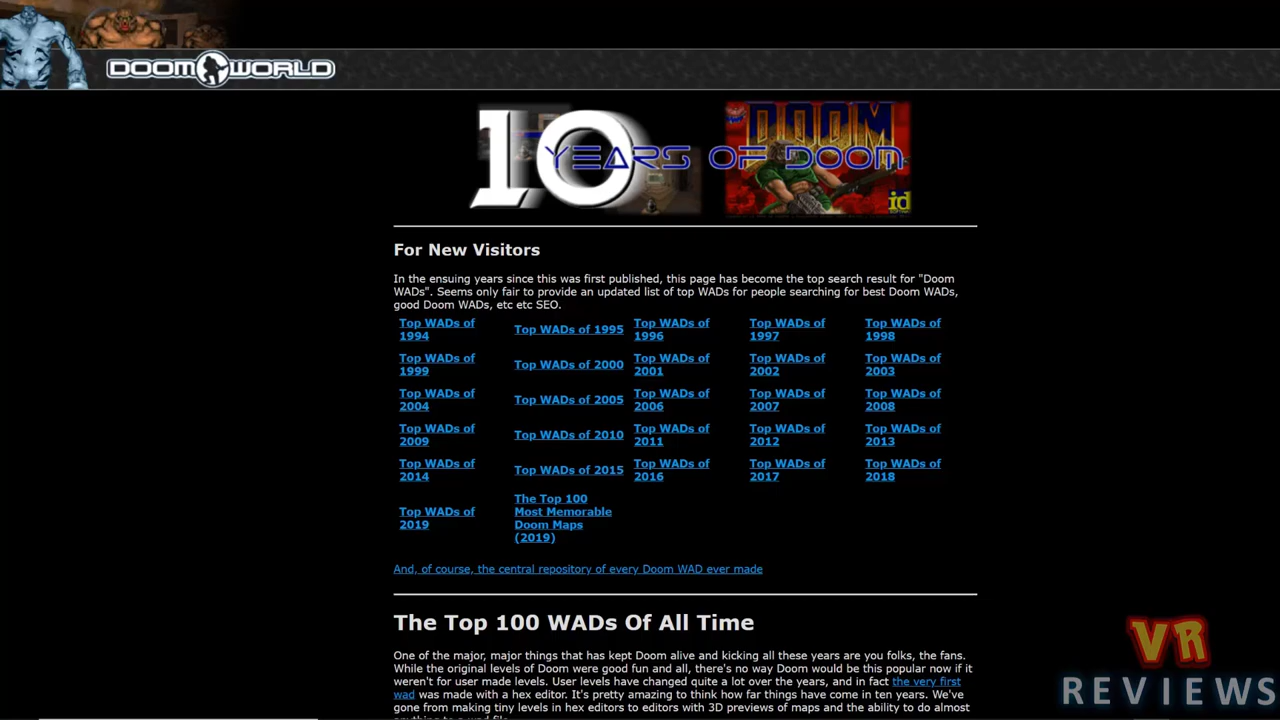 DOOMWORLD
10 YEARS OF DOOM
DOOM
id
For New Visitors
In the ensuing years since this was first published, this page has become the top search result for "Doom
WADs". Seems only fair to provide an updated list of top WADs for people searching for best Doom WADs,
good Doom WADs, etc etc SEO.
Top WADs of 1994
Top WADs of 1995
Top WADs of 1996
Top WADs of 1997
Top WADs of 1998
Top WADs of 1999
Top WADs of 2000
Top WADs of 2001
Top WADs of 2002
Top WADs of 2003
Top WADs of 2004
Top WADs of 2005
Top WADs of 2006
Top WADs of 2007
Top WADs of 2008
Top WADs of 2009
Top WADs of 2010
Top WADs of 2011
Top WADs of 2012
Top WADs of 2013
Top WADs of 2014
Top WADs of 2015
Top WADs of 2016
Top WADs of 2017
Top WADs of 2018
Top WADs of 2019
The Top 100
Most Memorable
Doom Maps
(2019)
And, of course, the central repository of every Doom WAD ever made
The Top 100 WADs Of All Time
One of the major, major things that has kept Doom alive and kicking all these years are you folks, the fans.
While the original levels of Doom were good fun and all, there's no way Doom would be this popular now if it
weren't for user made levels. User levels have changed quite a lot over the years, and in fact the very first
wad was made with a hex editor. It's pretty amazing to think how far things have come in ten years. We've
gone from making tiny levels in hex editors to editors with 3D previews of maps and the ability to do almost
anything to a wad file.
VR
REVIEWS